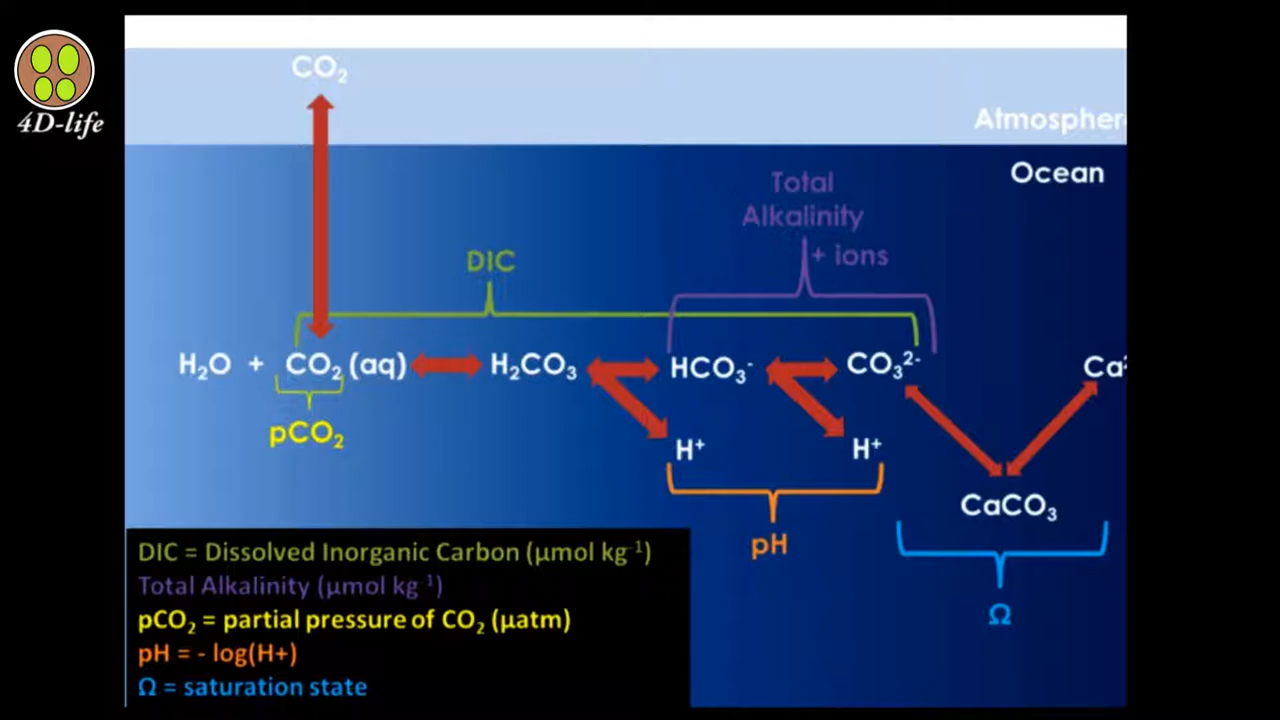 4D-life
CO₂
Atmospher
Ocean
Total
Alkalinity
+ ions
DIC
H₂O + CO₂ (aq) H₂CO₃ HCO₃⁻ CO₃²⁻ Ca²
pCO₂
H⁺ H⁺
CaCO₃
pH
Ω
DIC = Dissolved Inorganic Carbon (µmol kg⁻¹)
Total Alkalinity (µmol kg⁻¹)
pCO₂ = partial pressure of CO₂ (µatm)
pH = - log(H+)
Ω = saturation state